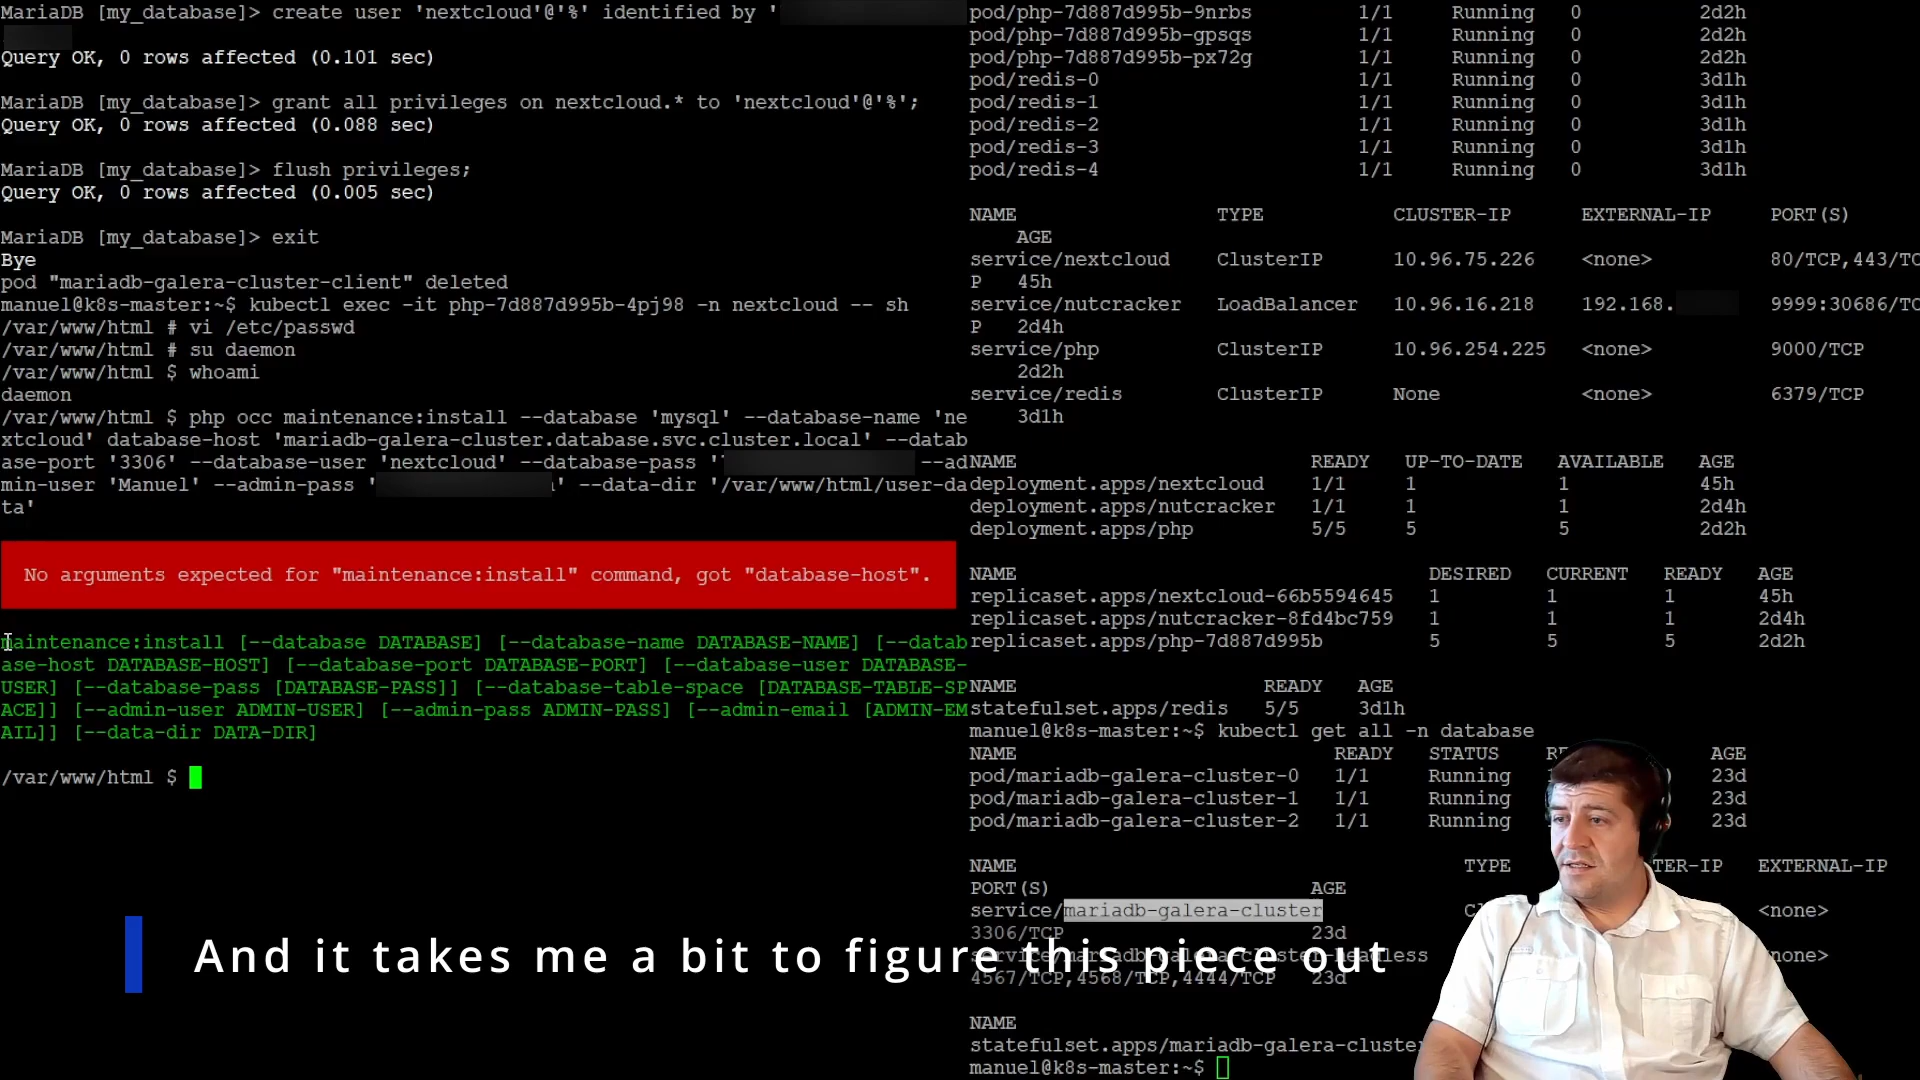 MariaDB [my_database]> create user 'nextcloud'@'%' identified by '
Query OK, 0 rows affected (0.101 sec)
MariaDB [my_database]> grant all privileges on nextcloud.* to 'nextcloud'@'%';
Query OK, 0 rows affected (0.088 sec)
MariaDB [my_database]> flush privileges;
Query OK, 0 rows affected (0.005 sec)
MariaDB [my_database]> exit
Bye
pod "mariadb-galera-cluster-client" deleted
manuel@k8s-master:~$ kubectl exec -it php-7d887d995b-4pj98 -n nextcloud -- sh
/var/www/html # vi /etc/passwd
/var/www/html # su daemon
/var/www/html $ whoami
daemon
/var/www/html $ php occ maintenance:install --database 'mysql' --database-name 'ne
xtcloud' database-host 'mariadb-galera-cluster.database.svc.cluster.local' --datab
ase-port '3306' --database-user 'nextcloud' --database-pass ' --ad
min-user 'Manuel' --admin-pass ' ' --data-dir '/var/www/html/user-da
ta'
No arguments expected for "maintenance:install" command, got "database-host".
maintenance:install [--database DATABASE] [--database-name DATABASE-NAME] [--datab
ase-host DATABASE-HOST] [--database-port DATABASE-PORT] [--database-user DATABASE-
USER] [--database-pass [DATABASE-PASS]] [--database-table-space [DATABASE-TABLE-SP
ACE]] [--admin-user ADMIN-USER] [--admin-pass ADMIN-PASS] [--admin-email [ADMIN-EM
AIL]] [--data-dir DATA-DIR]
/var/www/html $
pod/php-7d887d995b-9nrbs 1/1 Running 0 2d2h
pod/php-7d887d995b-gpsqs 1/1 Running 0 2d2h
pod/php-7d887d995b-px72g 1/1 Running 0 2d2h
pod/redis-0 1/1 Running 0 3d1h
pod/redis-1 1/1 Running 0 3d1h
pod/redis-2 1/1 Running 0 3d1h
pod/redis-3 1/1 Running 0 3d1h
pod/redis-4 1/1 Running 0 3d1h
NAME TYPE CLUSTER-IP EXTERNAL-IP PORT(S)
AGE
service/nextcloud ClusterIP 10.96.75.226 <none> 80/TCP,443/TC
P 45h
service/nutcracker LoadBalancer 10.96.16.218 192.168. 9999:30686/TC
P 2d4h
service/php ClusterIP 10.96.254.225 <none> 9000/TCP
2d2h
service/redis ClusterIP None <none> 6379/TCP
3d1h
NAME READY UP-TO-DATE AVAILABLE AGE
deployment.apps/nextcloud 1/1 1 1 45h
deployment.apps/nutcracker 1/1 1 1 2d4h
deployment.apps/php 5/5 5 5 2d2h
NAME DESIRED CURRENT READY AGE
replicaset.apps/nextcloud-66b5594645 1 1 1 45h
replicaset.apps/nutcracker-8fd4bc759 1 1 1 2d4h
replicaset.apps/php-7d887d995b 5 5 5 2d2h
NAME READY AGE
statefulset.apps/redis 5/5 3d1h
manuel@k8s-master:~$ kubectl get all -n database
NAME READY STATUS AGE
pod/mariadb-galera-cluster-0 1/1 Running 23d
pod/mariadb-galera-cluster-1 1/1 Running 23d
pod/mariadb-galera-cluster-2 1/1 Running 23d
NAME TYPE TER-IP EXTERNAL-IP
PORT(S) AGE
service/mariadb-galera-cluster <none>
3306/TCP 23d
service/mariadb-galera-cluster-headless <none>
4567/TCP,4568/TCP,4444/TCP 23d
NAME
statefulset.apps/mariadb-galera-cluster
manuel@k8s-master:~$
And it takes me a bit to figure this piece out